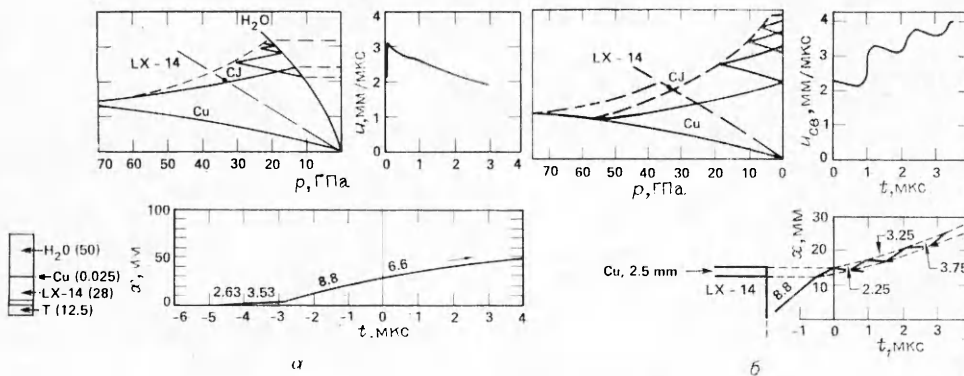 H₂O
LX - 14
CJ
Cu
70 60 50 40 30 20 10
p, ГПа
4
3
2
1
0
u, мм/мкс
0 1 2 3 4
LX - 14
CJ
Cu
70 60 50 40 30 20 10 0
p, ГПа
4
3
2
1
0
u св, мм/мкс
0 1 2 3
t, мкс
H₂O (50)
Cu (0.025)
LX-14 (28)
T (12.5)
100
50
0
x, мм
2.63 3.53
8.8
6.6
-6 -5 -4 -3 -2 -1 0 1 2 3 4
t. мкс
а
Cu, 2.5 mm
LX - 14
30
20
10
x, мм
8.8
3.25
3.75
2.25
-1 0 1 2 3
t, мкс
б